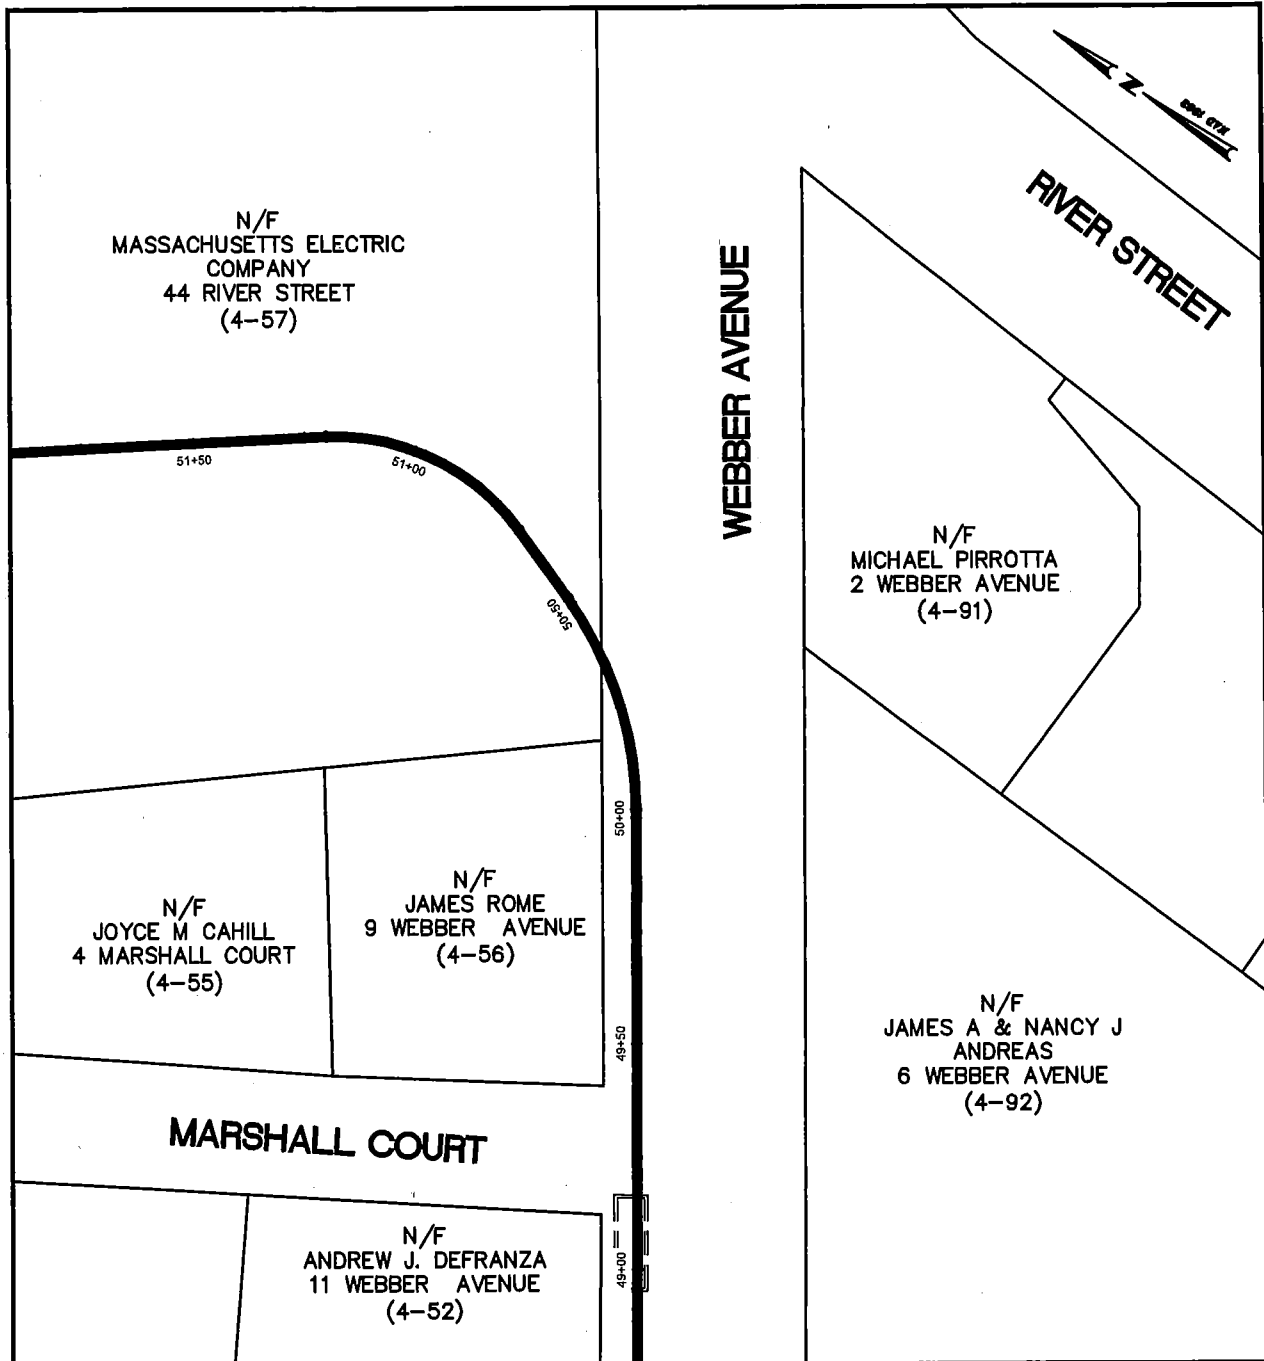 N
NAD 1983
RIVER STREET
N/F
MASSACHUSETTS ELECTRIC
COMPANY
44 RIVER STREET
(4-57)
WEBBER AVENUE
51+50
51+00
50+50
50+00
49+50
49+00
N/F
MICHAEL PIRROTTA
2 WEBBER AVENUE
(4-91)
N/F
JOYCE M CAHILL
4 MARSHALL COURT
(4-55)
N/F
JAMES ROME
9 WEBBER AVENUE
(4-56)
N/F
JAMES A & NANCY J
ANDREAS
6 WEBBER AVENUE
(4-92)
MARSHALL COURT
N/F
ANDREW J. DEFRANZA
11 WEBBER AVENUE
(4-52)